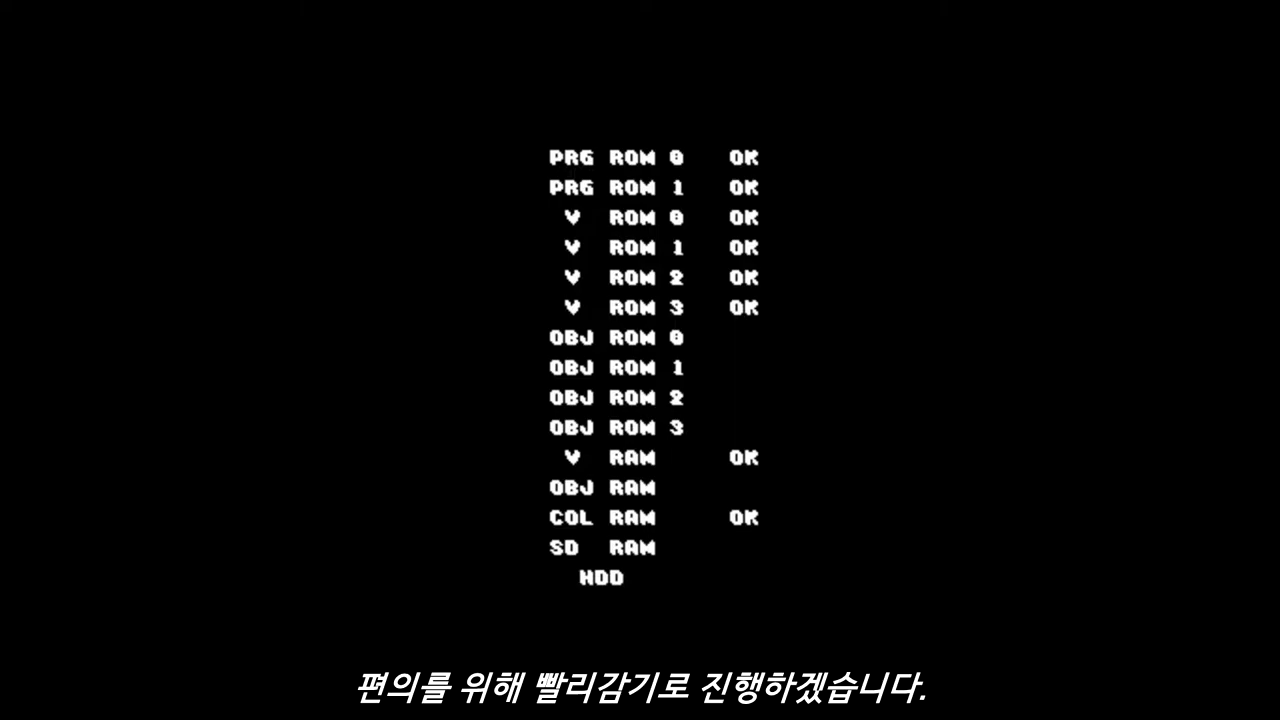 PRG ROM 0 OK
PRG ROM 1 OK
V ROM 0 OK
V ROM 1 OK
V ROM 2 OK
V ROM 3 OK
OBJ ROM 0
OBJ ROM 1
OBJ ROM 2
OBJ ROM 3
V RAM OK
OBJ RAM
COL RAM OK
SD RAM
HDD
편의를 위해 빨리감기로 진행하겠습니다.